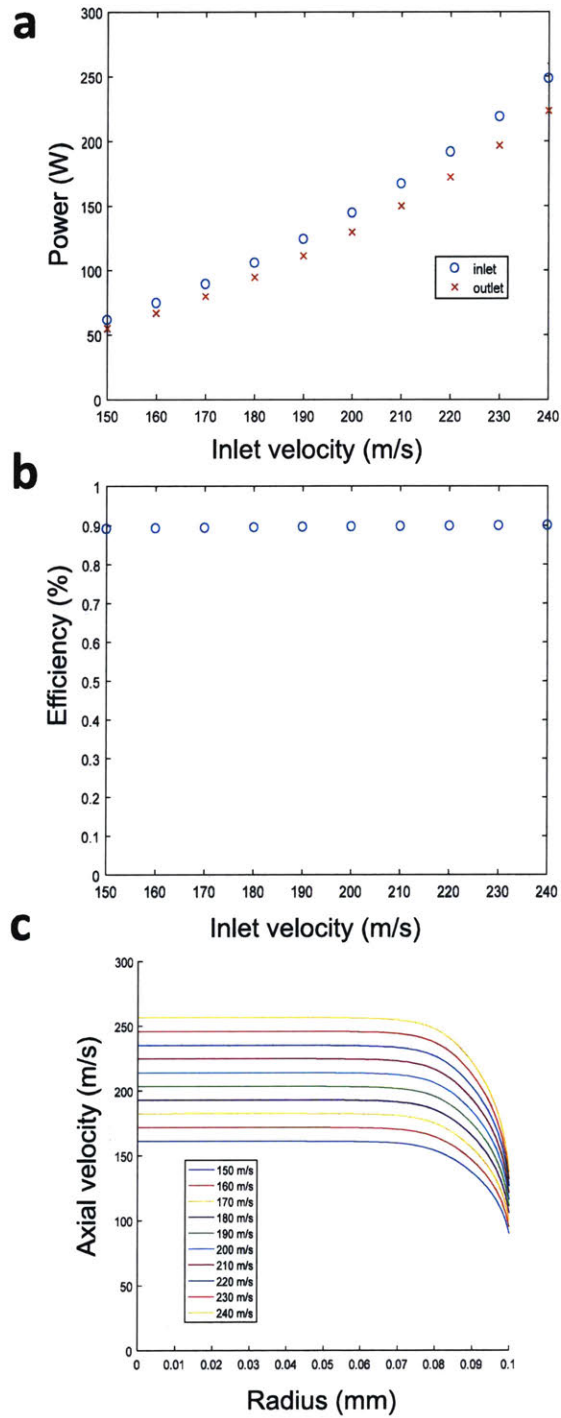 a
300
250
200
150
100
50
0
Power (W)
inlet
outlet
150 160 170 180 190 200 210 220 230 240
Inlet velocity (m/s)
b
1
0.9
0.8
0.7
0.6
0.5
0.4
0.3
0.2
0.1
0
Efficiency (%)
150 160 170 180 190 200 210 220 230 240
Inlet velocity (m/s)
c
300
250
200
150
100
50
0
Axial velocity (m/s)
150 m/s
160 m/s
170 m/s
180 m/s
190 m/s
200 m/s
210 m/s
220 m/s
230 m/s
240 m/s
0 0.01 0.02 0.03 0.04 0.05 0.06 0.07 0.08 0.09 0.1
Radius (mm)